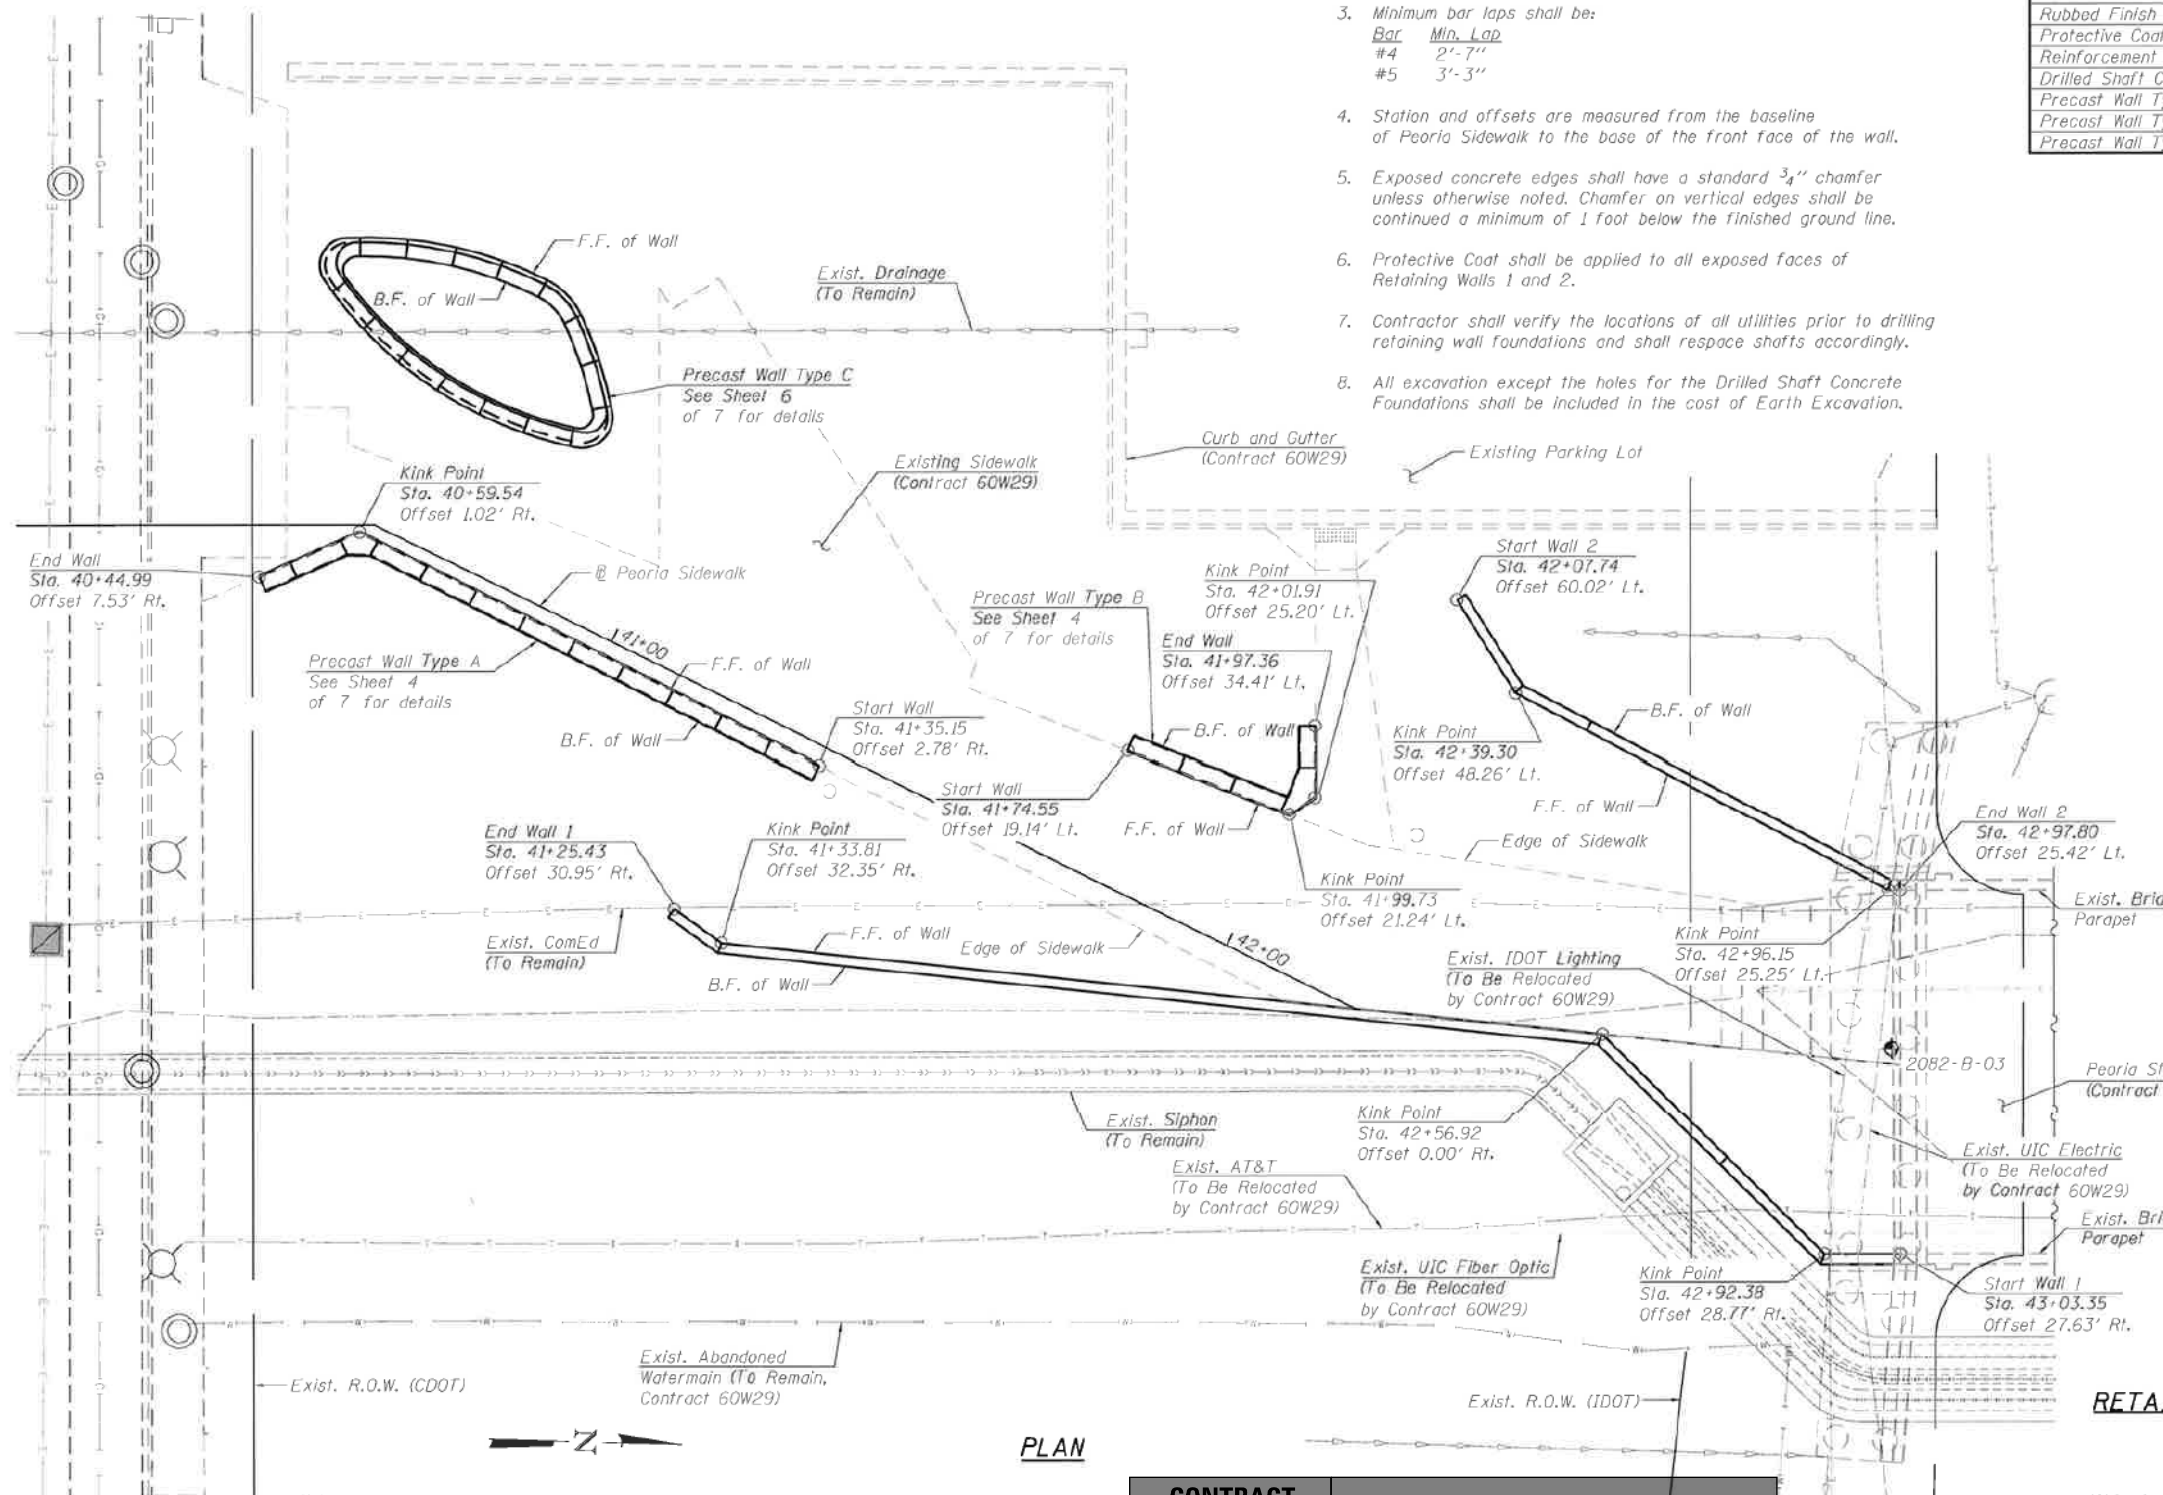 3. Minimum bar laps shall be:
Bar Min. Lap
#4 2'-7"
#5 3'-3"
4. Station and offsets are measured from the baseline
of Peoria Sidewalk to the base of the front face of the wall.
5. Exposed concrete edges shall have a standard 3/4" chamfer
unless otherwise noted. Chamfer on vertical edges shall be
continued a minimum of 1 foot below the finished ground line.
6. Protective Coat shall be applied to all exposed faces of
Retaining Walls 1 and 2.
7. Contractor shall verify the locations of all utilities prior to drilling
retaining wall foundations and shall respace shafts accordingly.
8. All excavation except the holes for the Drilled Shaft Concrete
Foundations shall be included in the cost of Earth Excavation.
Rubbed Finish
Protective Coat
Reinforcement
Drilled Shaft C
Precast Wall T
Precast Wall T
Precast Wall T
F.F. of Wall
B.F. of Wall
Exist. Drainage
(To Remain)
Precast Wall Type C
See Sheet 6
of 7 for details
Curb and Gutter
(Contract 60W29)
Existing Parking Lot
Existing Sidewalk
(Contract 60W29)
Kink Point
Sta. 40+59.54
Offset 1.02' Rt.
End Wall
Sta. 40+44.99
Offset 7.53' Rt.
Peoria Sidewalk
41+00
F.F. of Wall
Precast Wall Type A
See Sheet 4
of 7 for details
B.F. of Wall
Start Wall
Sta. 41+35.15
Offset 2.78' Rt.
Precast Wall Type B
See Sheet 4
of 7 for details
Kink Point
Sta. 42+01.91
Offset 25.20' Lt.
End Wall
Sta. 41+97.36
Offset 34.41' Lt.
B.F. of Wall
Start Wall 2
Sta. 42+07.74
Offset 60.02' Lt.
B.F. of Wall
Kink Point
Sta. 42+39.30
Offset 48.26' Lt.
F.F. of Wall
Start Wall
Sta. 41+74.55
Offset 19.14' Lt.
F.F. of Wall
Edge of Sidewalk
End Wall 2
Sta. 42+97.80
Offset 25.42' Lt.
End Wall 1
Sta. 41+25.43
Offset 30.95' Rt.
Kink Point
Sta. 41+33.81
Offset 32.35' Rt.
Kink Point
Sta. 41+99.73
Offset 21.24' Lt.
Exist. Brid
Parapet
Exist. ComEd
(To Remain)
F.F. of Wall
Edge of Sidewalk
B.F. of Wall
42+00
Kink Point
Sta. 42+96.15
Offset 25.25' Lt.
Exist. IDOT Lighting
(To Be Relocated
by Contract 60W29)
2082-B-03
Peoria St
(Contract
Exist. Siphon
(To Remain)
Kink Point
Sta. 42+56.92
Offset 0.00' Rt.
Exist. AT&T
(To Be Relocated
by Contract 60W29)
Exist. UIC Electric
(To Be Relocated
by Contract 60W29)
Exist. Bri
Parapet
Exist. UIC Fiber Optic
(To Be Relocated
by Contract 60W29)
Kink Point
Sta. 42+92.38
Offset 28.77' Rt.
Start Wall 1
Sta. 43+03.35
Offset 27.63' Rt.
Exist. Abandoned
Watermain (To Remain,
Contract 60W29)
Exist. R.O.W. (CDOT)
Exist. R.O.W. (IDOT)
RETA
Z
PLAN
CONTRACT